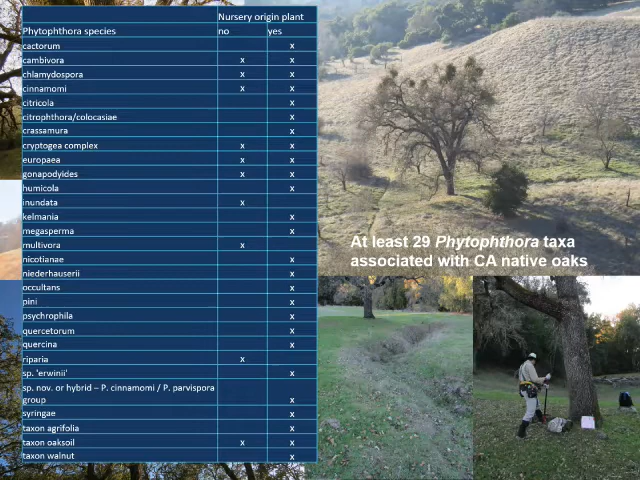 Nursery origin plant
Phytophthora species no yes
cactorum x
cambivora x x
chlamydospora x x
cinnamomi x x
citricola x
citrophthora/colocasiae x
crassamura x
cryptogea complex x x
europaea x x
gonapodyides x x
humicola x
inundata x
kelmania x
megasperma x
multivora x
nicotianae x
niederhauserii x
occultans x
pini x
psychrophila x
quercetorum x
quercina x
riparia x
sp. 'erwinii' x
sp. nov. or hybrid – P. cinnamomi / P. parvispora
group x
syringae x
taxon agrifolia x
taxon oaksoil x x
taxon walnut x
At least 29 Phytophthora taxa
associated with CA native oaks